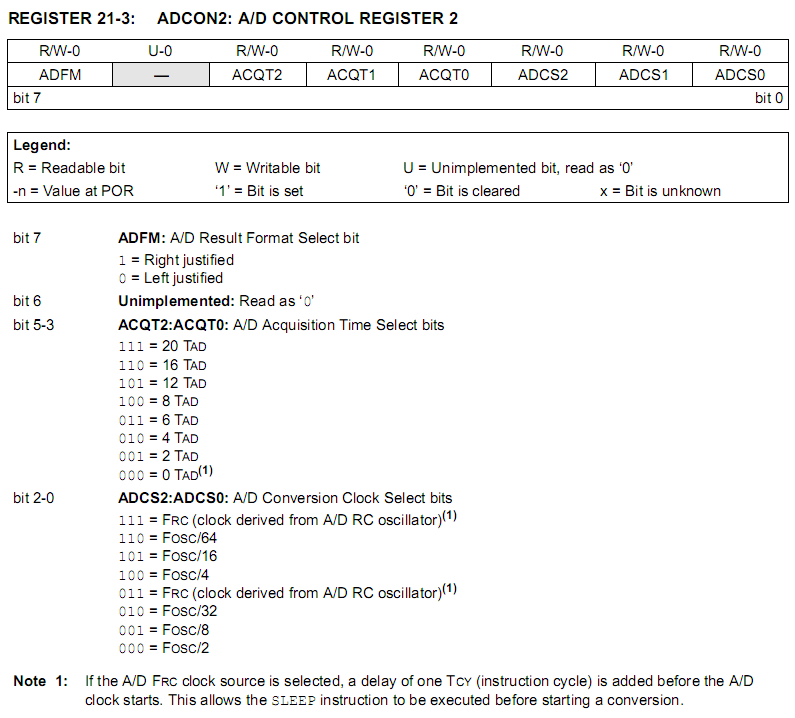 REGISTER 21-3: ADCON2: A/D CONTROL REGISTER 2
R/W-0 U-0 R/W-0 R/W-0 R/W-0 R/W-0 R/W-0 R/W-0
ADFM — ACQT2 ACQT1 ACQT0 ADCS2 ADCS1 ADCS0
bit 7 bit 0
Legend:
R = Readable bit W = Writable bit U = Unimplemented bit, read as ‘0’
-n = Value at POR ‘1’ = Bit is set ‘0’ = Bit is cleared x = Bit is unknown
bit 7 ADFM: A/D Result Format Select bit
1 = Right justified
0 = Left justified
bit 6 Unimplemented: Read as ‘0’
bit 5-3 ACQT2:ACQT0: A/D Acquisition Time Select bits
111 = 20 TAD
110 = 16 TAD
101 = 12 TAD
100 = 8 TAD
011 = 6 TAD
010 = 4 TAD
001 = 2 TAD
000 = 0 TAD(1)
bit 2-0 ADCS2:ADCS0: A/D Conversion Clock Select bits
111 = FRC (clock derived from A/D RC oscillator)(1)
110 = FOSC/64
101 = FOSC/16
100 = FOSC/4
011 = FRC (clock derived from A/D RC oscillator)(1)
010 = FOSC/32
001 = FOSC/8
000 = FOSC/2
Note 1: If the A/D FRC clock source is selected, a delay of one TCY (instruction cycle) is added before the A/D
clock starts. This allows the SLEEP instruction to be executed before starting a conversion.